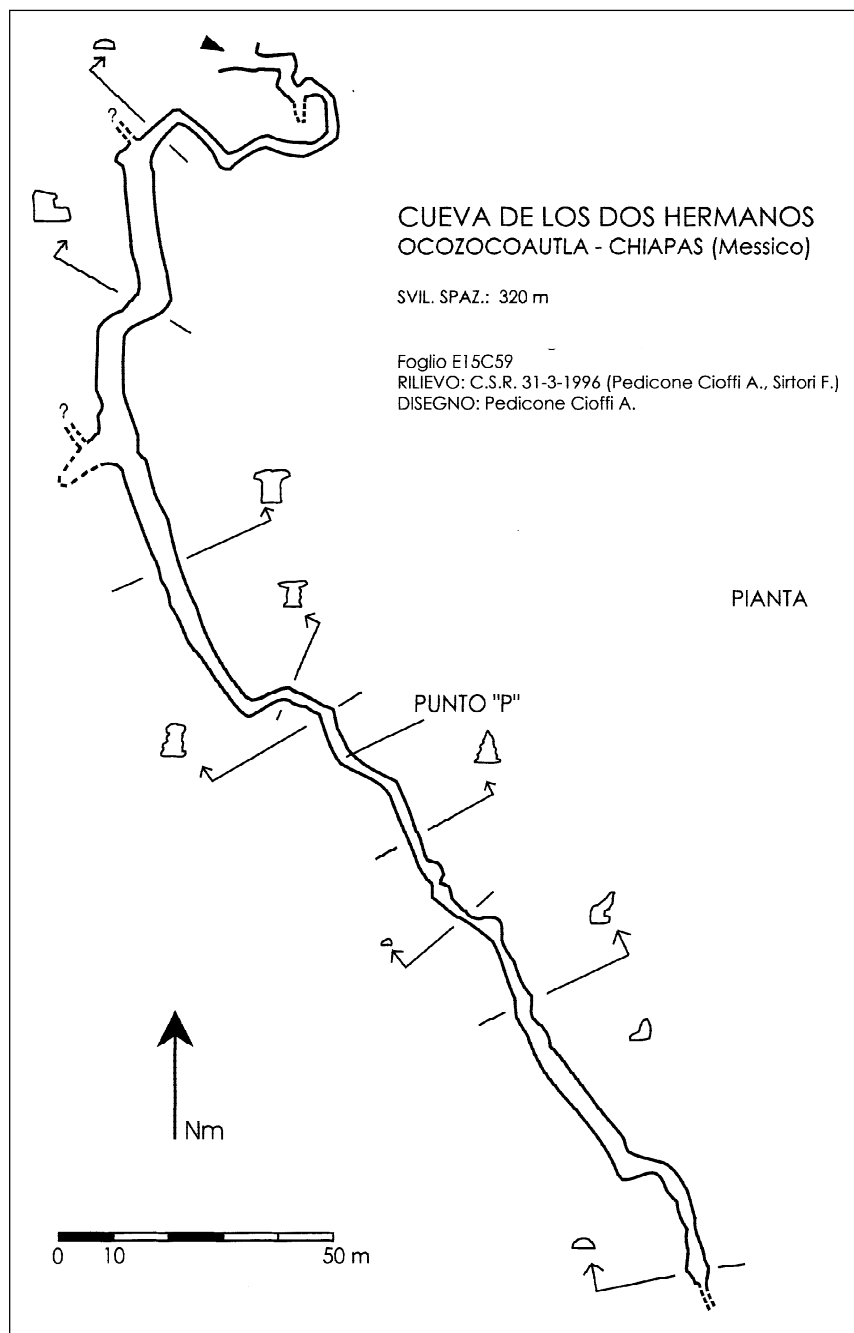 ?
CUEVA DE LOS DOS HERMANOS
OCOZOCOAUTLA - CHIAPAS (Messico)
SVIL. SPAZ.: 320 m
Foglio E15C59
RILIEVO: C.S.R. 31-3-1996 (Pedicone Cioffi A., Sirtori F.)
DISEGNO: Pedicone Cioffi A.
?
PIANTA
PUNTO "P"
Nm
0 10 50 m